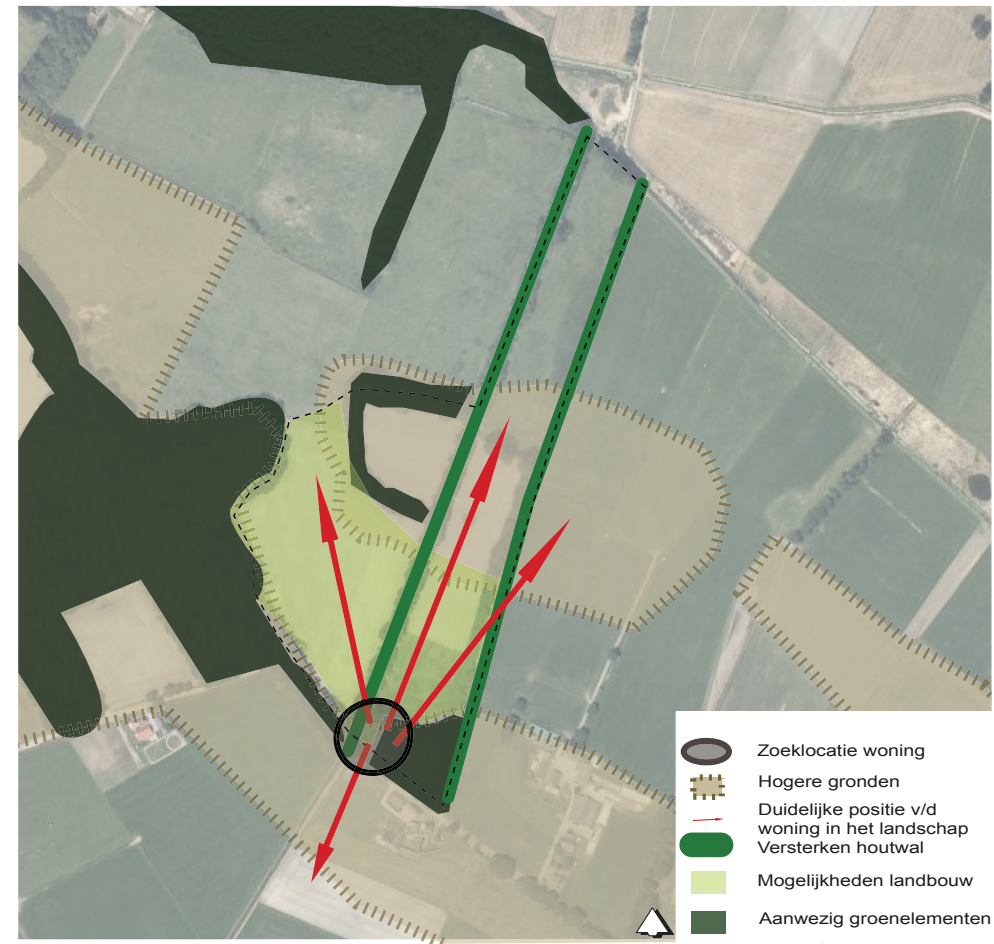 Zoeklocatie woning
Hogere gronden
Duidelijke positie v/d
woning in het landschap
Versterken houtwal
Mogelijkheden landbouw
Aanwezig groenelementen